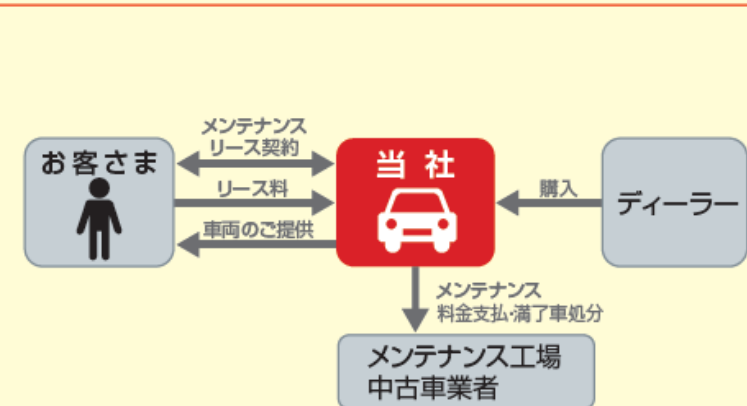 メンテナンス
リース契約
お客さま
当 社
リース料
購入
ディーラー
車両のご提供
メンテナンス
料金支払・満了車処分
メンテナンス工場
中古車業者